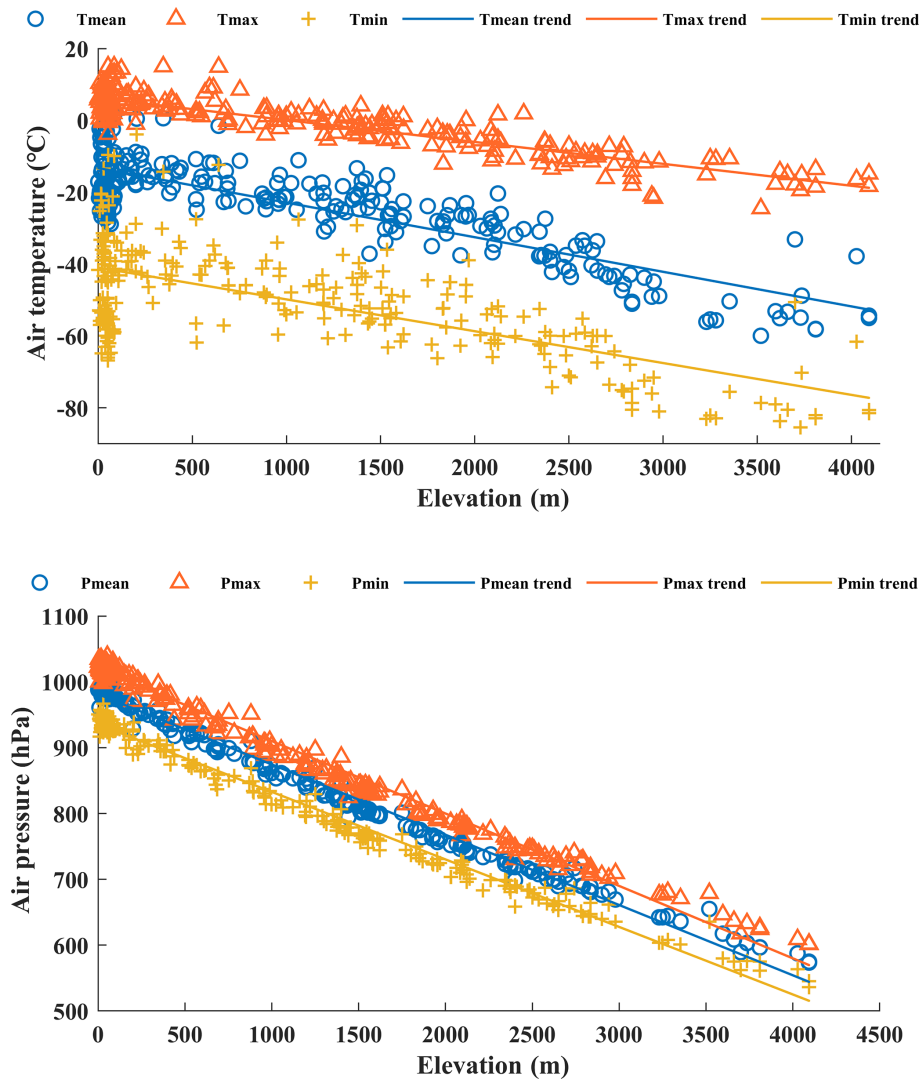 Tmean Tmax Tmin Tmean trend Tmax trend Tmin trend
20
0
-20
-40
-60
-80
Air temperature (°C)
0 500 1000 1500 2000 2500 3000 3500 4000
Elevation (m)
Pmean Pmax Pmin Pmean trend Pmax trend Pmin trend
1100
1000
900
800
700
600
500
Air pressure (hPa)
0 500 1000 1500 2000 2500 3000 3500 4000 4500
Elevation (m)